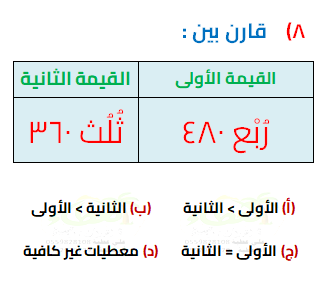 ٨) قارن بين :
القيمة الأولى القيمة الثانية
رُبْع ٤٨٠ ثُلُث ٣٦٠
(أ) الأولى > الثانية (ب) الثانية > الأولى
(ج) الأولى = الثانية (د) معطيات غير كافية